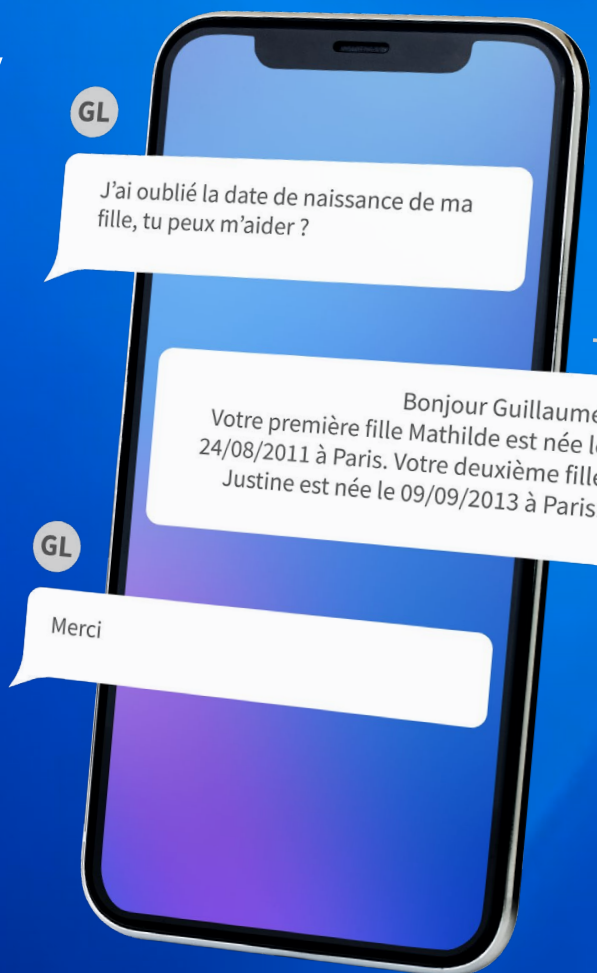 GL
J'ai oublié la date de naissance de ma
fille, tu peux m'aider ?
Bonjour Guillaume
Votre première fille Mathilde est née le
24/08/2011 à Paris. Votre deuxième fille
Justine est née le 09/09/2013 à Paris
GL
Merci